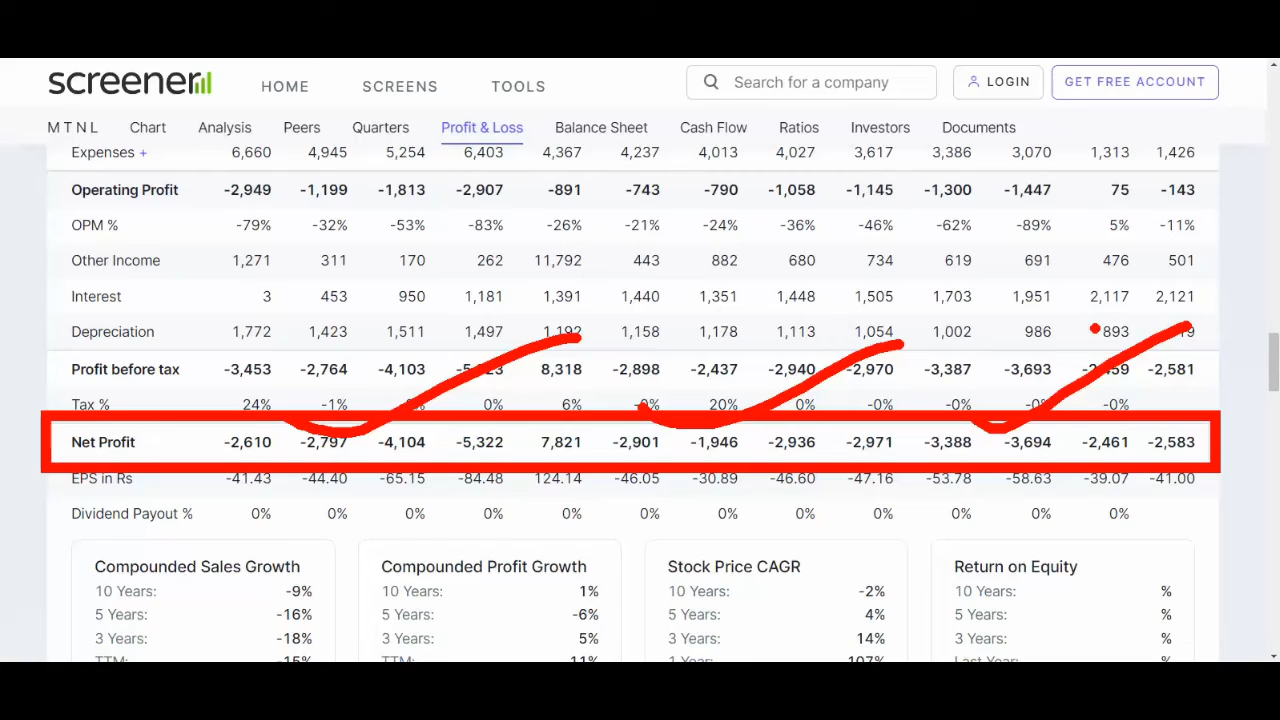 screener HOME SCREENS TOOLS Search for a company LOGIN GET FREE ACCOUNT
M T N L Chart Analysis Peers Quarters Profit & Loss Balance Sheet Cash Flow Ratios Investors Documents
Expenses + 6,660 4,945 5,254 6,403 4,367 4,237 4,013 4,027 3,617 3,386 3,070 1,313 1,426
Operating Profit -2,949 -1,199 -1,813 -2,907 -891 -743 -790 -1,058 -1,145 -1,300 -1,447 75 -143
OPM % -79% -32% -53% -83% -26% -21% -24% -36% -46% -62% -89% 5% -11%
Other Income 1,271 311 170 262 11,792 443 882 680 734 619 691 476 501
Interest 3 453 950 1,181 1,391 1,440 1,351 1,448 1,505 1,703 1,951 2,117 2,121
Depreciation 1,772 1,423 1,511 1,497 1,192 1,158 1,178 1,113 1,054 1,002 986 893
Profit before tax -3,453 -2,764 -4,103 8,318 -2,898 -2,437 -2,940 -2,970 -3,387 -3,693 -2,581
Tax % 24% -1% 0% 6% 20% 0% -0% -0% -0% -0%
Net Profit -2,610 -2,797 -4,104 -5,322 7,821 -2,901 -1,946 -2,936 -2,971 -3,388 -3,694 -2,461 -2,583
EPS in Rs -41.43 -44.40 -65.15 -84.48 124.14 -46.05 -30.89 -46.60 -47.16 -53.78 -58.63 -39.07 -41.00
Dividend Payout % 0% 0% 0% 0% 0% 0% 0% 0% 0% 0% 0% 0%
Compounded Sales Growth Compounded Profit Growth Stock Price CAGR Return on Equity
10 Years: -9% 10 Years: 1% 10 Years: -2% 10 Years: %
5 Years: -16% 5 Years: -6% 5 Years: 4% 5 Years: %
3 Years: -18% 3 Years: 5% 3 Years: 14% 3 Years: %
TTM: -15% TTM: 11% 1 Year: 107% Last Year: %